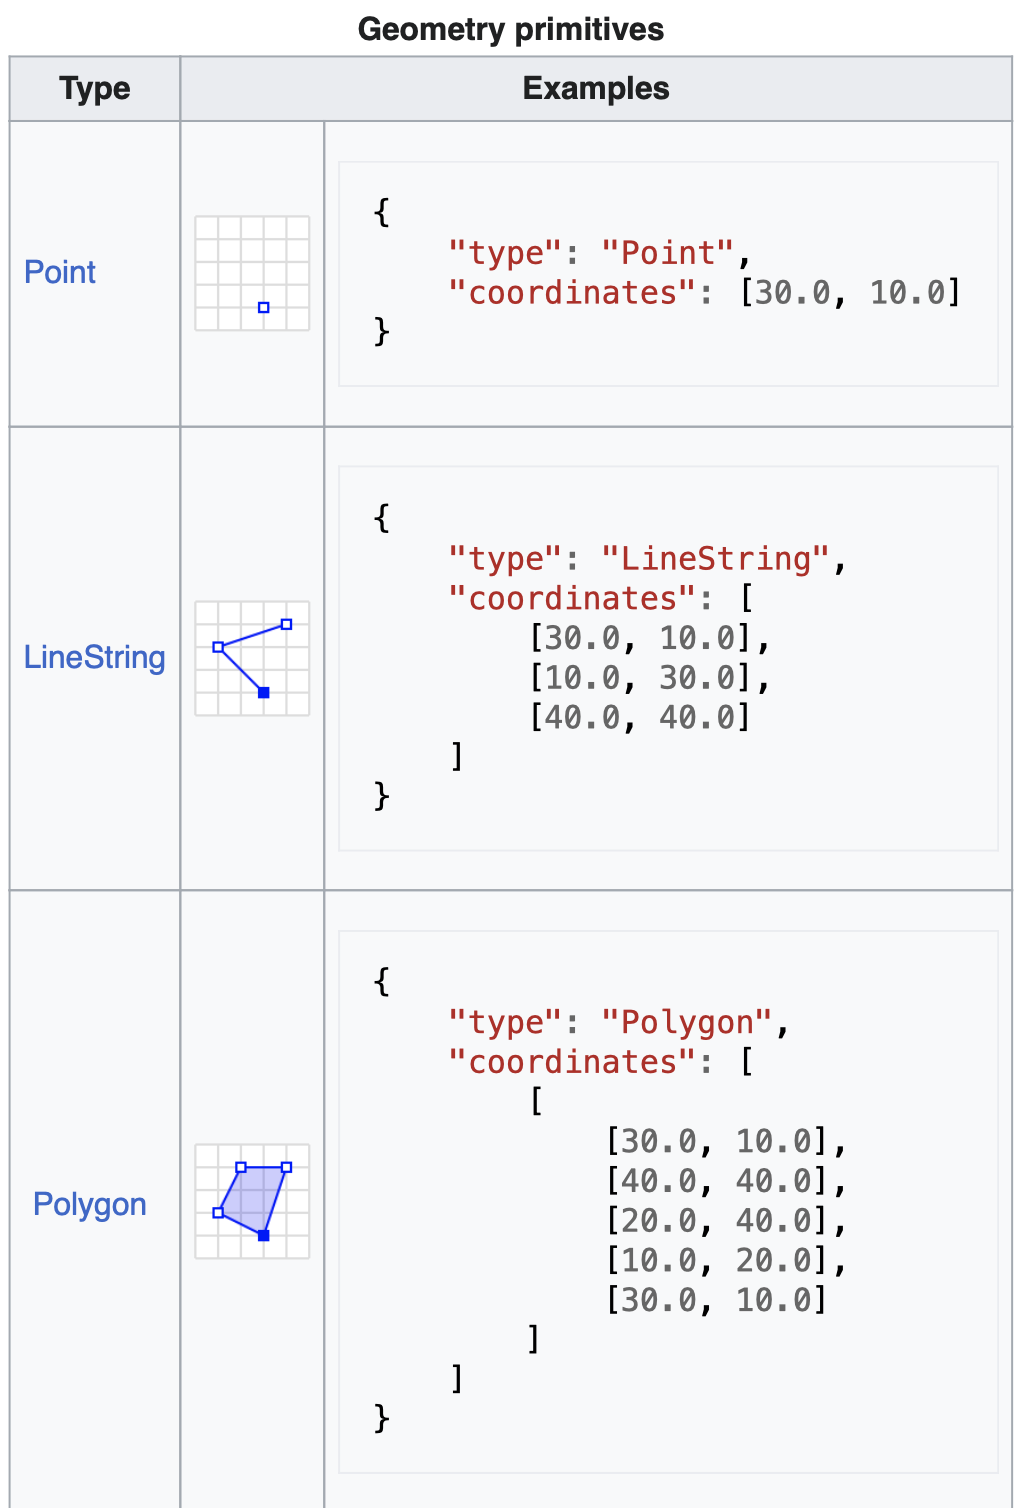 Geometry primitives
Type Examples
Point
{
    "type": "Point",
    "coordinates": [30.0, 10.0]
}
LineString
{
    "type": "LineString",
    "coordinates": [
        [30.0, 10.0],
        [10.0, 30.0],
        [40.0, 40.0]
    ]
}
Polygon
{
    "type": "Polygon",
    "coordinates": [
        [
            [30.0, 10.0],
            [40.0, 40.0],
            [20.0, 40.0],
            [10.0, 20.0],
            [30.0, 10.0]
        ]
    ]
}